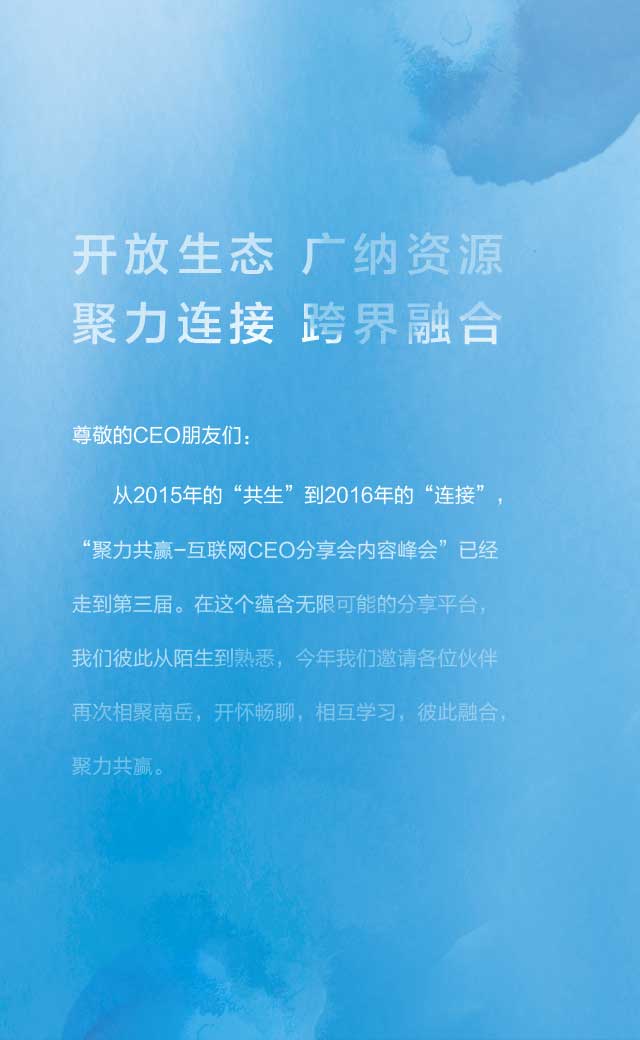 开放生态 广纳资源
聚力连接 跨界融合
尊敬的CEO朋友们：
从2015年的“共生”到2016年的“连接”，
“聚力共赢-互联网CEO分享会内容峰会”已经
走到第三届。在这个蕴含无限可能的分享平台，
我们彼此从陌生到熟悉，今年我们邀请各位伙伴
再次相聚南岳，开怀畅聊，相互学习，彼此融合，
聚力共赢。